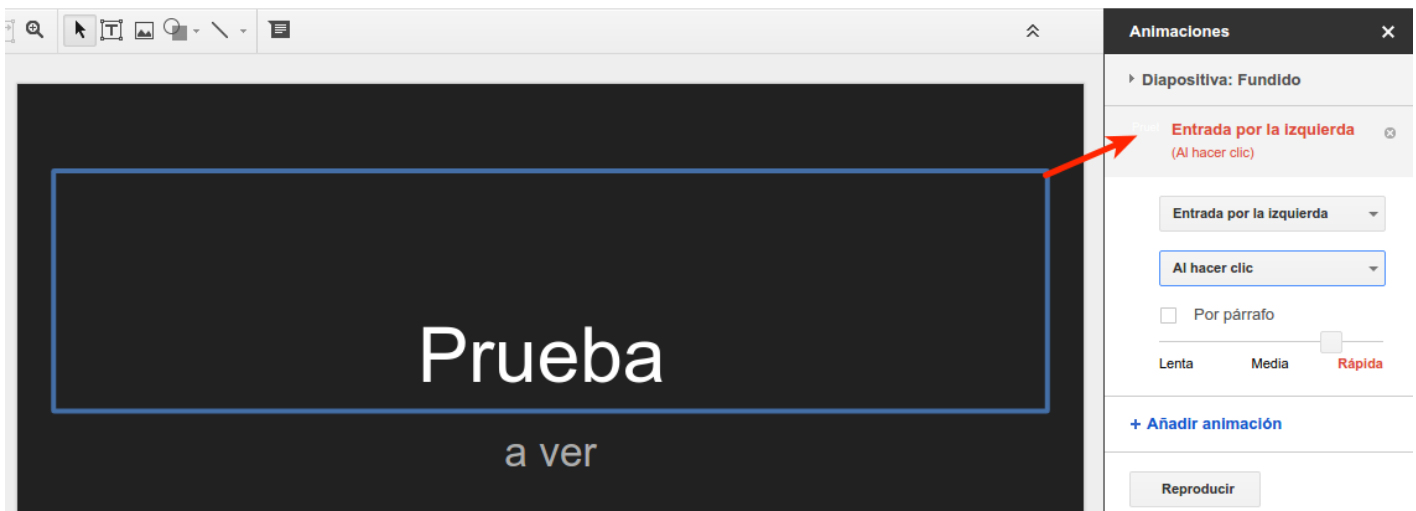 Animaciones
Diapositiva: Fundido
Entrada por la izquierda
(Al hacer clic)
Entrada por la izquierda
Al hacer clic
Por párrafo
Lenta Media Rápida
+ Añadir animación
Reproducir
Prueba
a ver